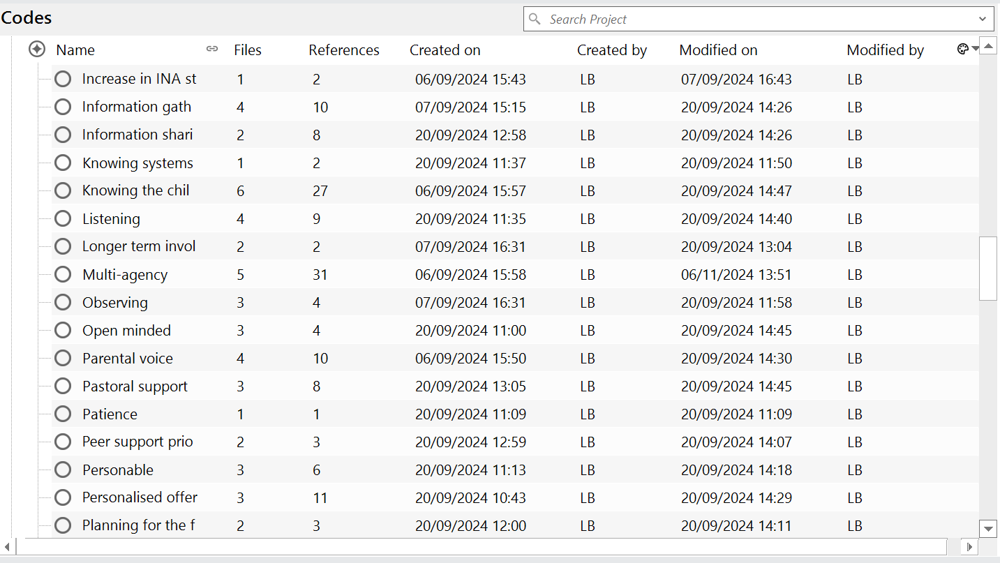 Codes
Search Project
Name Files References Created on Created by Modified on Modified by
Increase in INA st 1 2 06/09/2024 15:43 LB 07/09/2024 16:43 LB
Information gath 4 10 07/09/2024 15:15 LB 20/09/2024 14:26 LB
Information shari 2 8 20/09/2024 12:58 LB 20/09/2024 14:26 LB
Knowing systems 1 2 20/09/2024 11:37 LB 20/09/2024 11:50 LB
Knowing the chil 6 27 06/09/2024 15:57 LB 20/09/2024 14:47 LB
Listening 4 9 20/09/2024 11:35 LB 20/09/2024 14:40 LB
Longer term invol 2 2 07/09/2024 16:31 LB 20/09/2024 13:04 LB
Multi-agency 5 31 06/09/2024 15:58 LB 06/11/2024 13:51 LB
Observing 3 4 07/09/2024 16:31 LB 20/09/2024 11:58 LB
Open minded 3 4 20/09/2024 11:00 LB 20/09/2024 14:45 LB
Parental voice 4 10 06/09/2024 15:50 LB 20/09/2024 14:30 LB
Pastoral support 3 8 20/09/2024 13:05 LB 20/09/2024 14:45 LB
Patience 1 1 20/09/2024 11:09 LB 20/09/2024 11:09 LB
Peer support prio 2 3 20/09/2024 12:59 LB 20/09/2024 14:07 LB
Personable 3 6 20/09/2024 11:13 LB 20/09/2024 14:18 LB
Personalised offer 3 11 20/09/2024 10:43 LB 20/09/2024 14:29 LB
Planning for the f 2 3 20/09/2024 12:00 LB 20/09/2024 14:11 LB